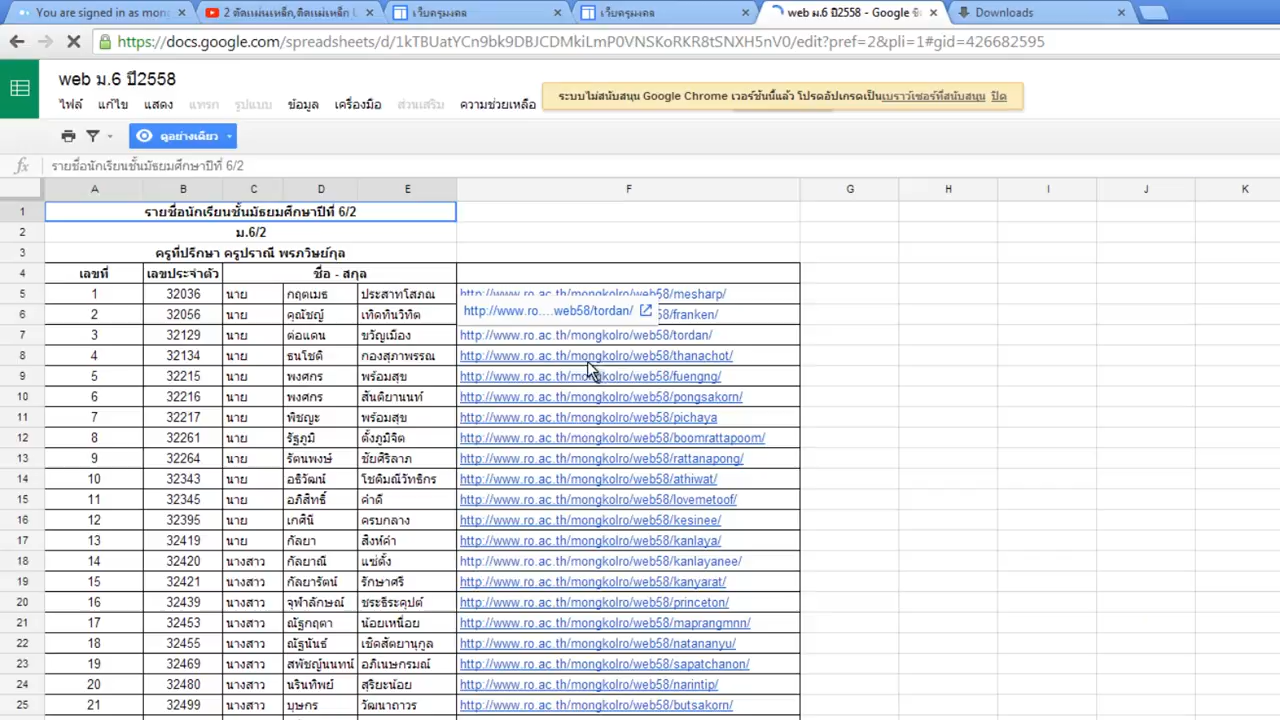 You are signed in as mon
2 ตัดแผ่นเหล็ก,ติดแม่เหล็ก
เว็บครูมงคล
เว็บครูมงคล
web ม.6 ปี2558 - Google
Downloads
https://docs.google.com/spreadsheets/d/1kTBUatYCn9bk9DBJCDMkiLmP0VNSKoRKR8tSNXH5nV0/edit?pref=2&pli=1#gid=426682595
web ม.6 ปี2558
ไฟล์ แก้ไข แสดง แทรก รูปแบบ ข้อมูล เครื่องมือ ส่วนเสริม ความช่วยเหลือ
ระบบไม่สนับสนุน Google Chrome เวอร์ชันนี้แล้ว โปรดอัปเกรดเป็นเบราว์เซอร์ที่สนับสนุน ปิด
ดูอย่างเดียว
fx รายชื่อนักเรียนชั้นมัธยมศึกษาปีที่ 6/2
A B C D E F G H I J K
1 รายชื่อนักเรียนชั้นมัธยมศึกษาปีที่ 6/2
2 ม.6/2
3 ครูที่ปรึกษา ครูปราณี พรภวิษย์กุล
4 เลขที่ เลขประจำตัว ชื่อ - สกุล
5 1 32036 นาย กฤตเมธ ประสาทโสภณ http://www.ro.ac.th/mongkolro/web58/mesharp/
6 2 32056 นาย คุณัชญ์ เทิดทินวิทิต http://www.ro....web58/tordan/ 58/franken/
7 3 32129 นาย ต่อแดน ขวัญเมือง http://www.ro.ac.th/mongkolro/web58/tordan/
8 4 32134 นาย ธนโชติ กองสุภาพรรณ http://www.ro.ac.th/mongkolro/web58/thanachot/
9 5 32215 นาย พงศกร พร้อมสุข http://www.ro.ac.th/mongkolro/web58/fuengng/
10 6 32216 นาย พงศกร สันติยานนท์ http://www.ro.ac.th/mongkolro/web58/pongsakorn/
11 7 32217 นาย พิชญะ พร้อมสุข http://www.ro.ac.th/mongkolro/web58/pichaya
12 8 32261 นาย รัฐภูมิ ตั้งภูมิจิต http://www.ro.ac.th/mongkolro/web58/boomrattapoom/
13 9 32264 นาย รัตนพงษ์ ชัยศิริลาภ http://www.ro.ac.th/mongkolro/web58/rattanapong/
14 10 32343 นาย อธิวัฒน์ โชติมณีวัทธิกร http://www.ro.ac.th/mongkolro/web58/athiwat/
15 11 32345 นาย อภิสิทธิ์ คำดี http://www.ro.ac.th/mongkolro/web58/lovemetoof/
16 12 32395 นาย เกศินี ครบกลาง http://www.ro.ac.th/mongkolro/web58/kesinee/
17 13 32419 นาย กัลยา สิงห์คำ http://www.ro.ac.th/mongkolro/web58/kanlaya/
18 14 32420 นางสาว กัลยาณี แซ่ตั้ง http://www.ro.ac.th/mongkolro/web58/kanlayanee/
19 15 32421 นางสาว กัลยารัตน์ รักษาศรี http://www.ro.ac.th/mongkolro/web58/kanyarat/
20 16 32439 นางสาว จุฬาลักษณ์ ชระธีระคุปต์ http://www.ro.ac.th/mongkolro/web58/princeton/
21 17 32453 นางสาว ณัฐกฤตา น้อยเหนื่อย http://www.ro.ac.th/mongkolro/web58/maprangmnn/
22 18 32455 นางสาว ณัฐนันธ์ เชิดสัตยานุกูล http://www.ro.ac.th/mongkolro/web58/natananyu/
23 19 32469 นางสาว สพัชญ์นนทน์ อภิเนษกรมณ์ http://www.ro.ac.th/mongkolro/web58/sapatchanon/
24 20 32480 นางสาว นรินทิพย์ สุริยะน้อย http://www.ro.ac.th/mongkolro/web58/narintip/
25 21 32499 นางสาว บุษกร วัฒนาถาวร http://www.ro.ac.th/mongkolro/web58/butsakorn/